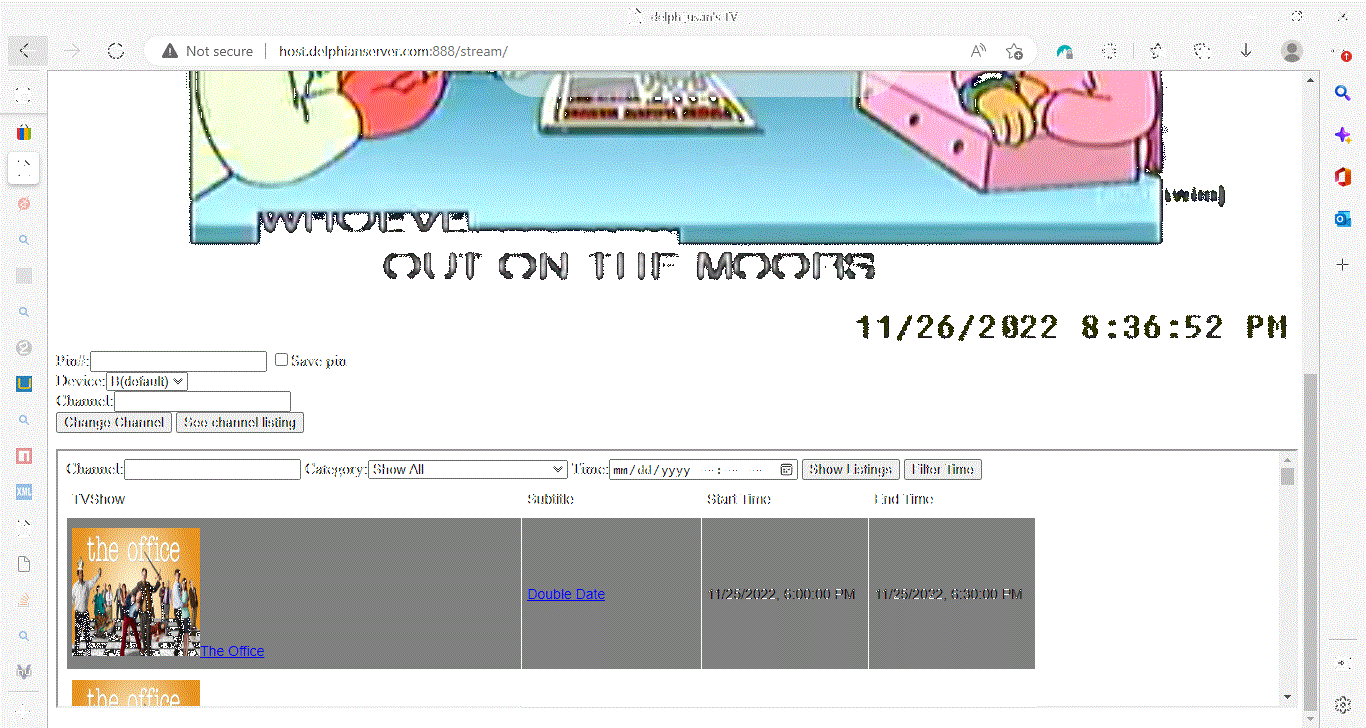 delphijusan's TV
Not secure host.delphianserver.com:888/stream/
WHOEVE
OUT ON THE MOORS
11/26/2022 8:36:52 PM
Pin#: Save pin
Device: B(default)
Channel:
Change Channel See channel listing
Channel: Category: Show All Time: mm/dd/yyyy --:-- -- Show Listings Filter Time
TVShow Subtitle Start Time End Time
the office
The Office Double Date 11/25/2022, 6:00:00 PM 11/25/2022, 6:30:00 PM
the office